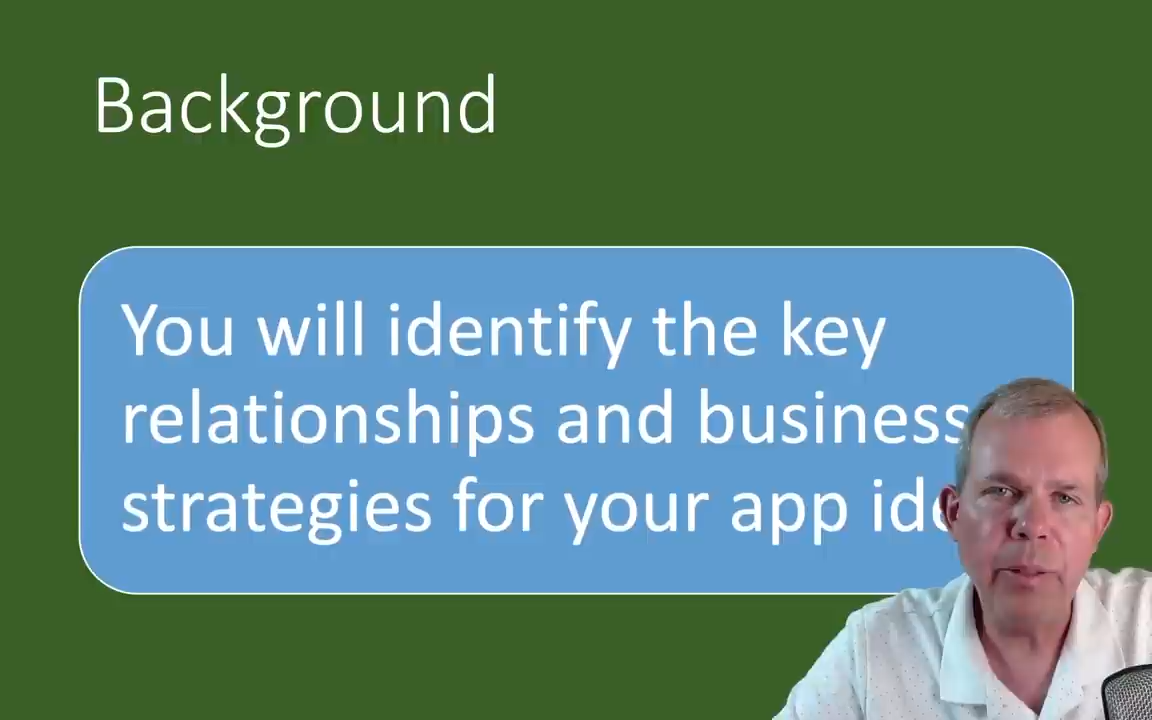 Background
You will identify the key
relationships and business
strategies for your app